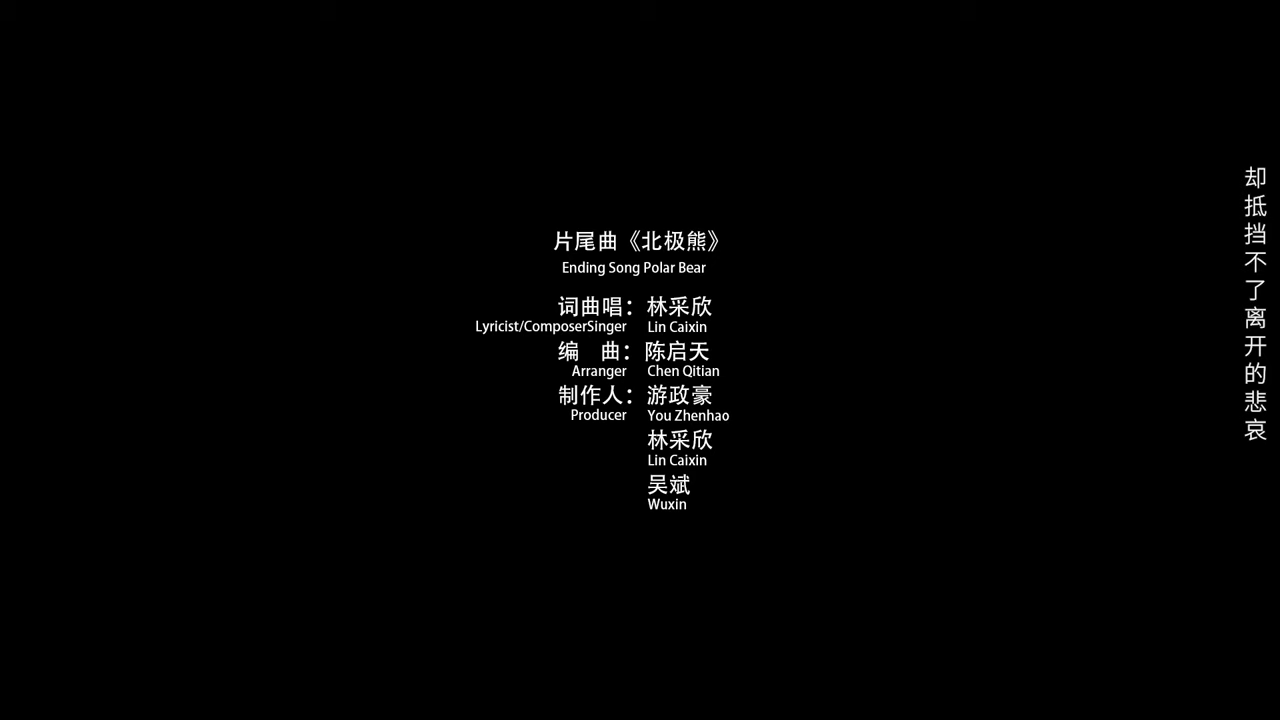 片尾曲《北极熊》
Ending Song Polar Bear
词曲唱：林采欣
Lyricist/ComposerSinger Lin Caixin
编 曲：陈启天
Arranger Chen Qitian
制作人：游政豪
Producer You Zhenhao
林采欣
Lin Caixin
吴斌
Wuxin
却抵挡不了离开的悲哀